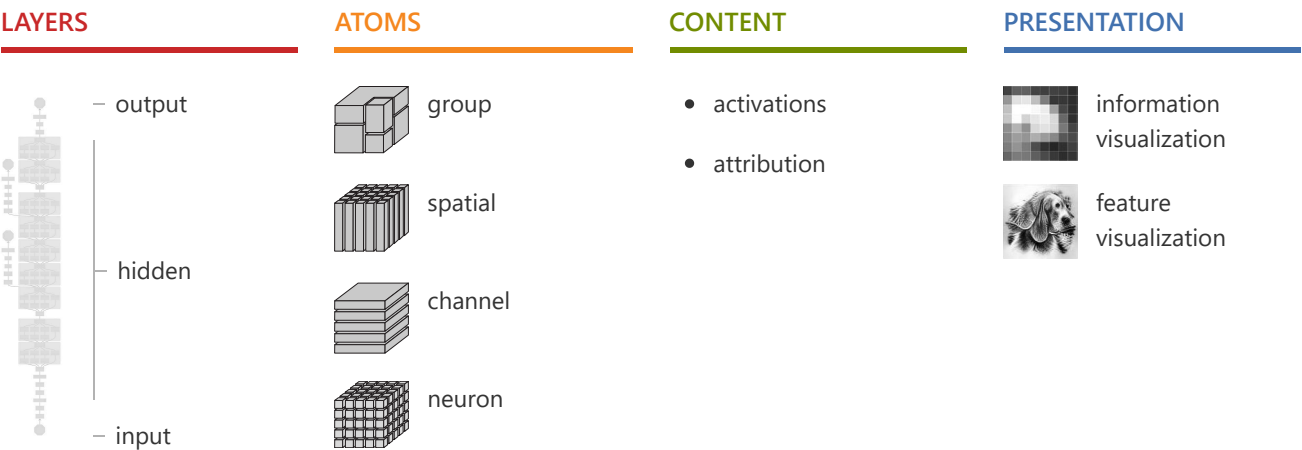 LAYERS
output
hidden
input
ATOMS
group
spatial
channel
neuron
CONTENT
activations
attribution
PRESENTATION
information
visualization
feature
visualization